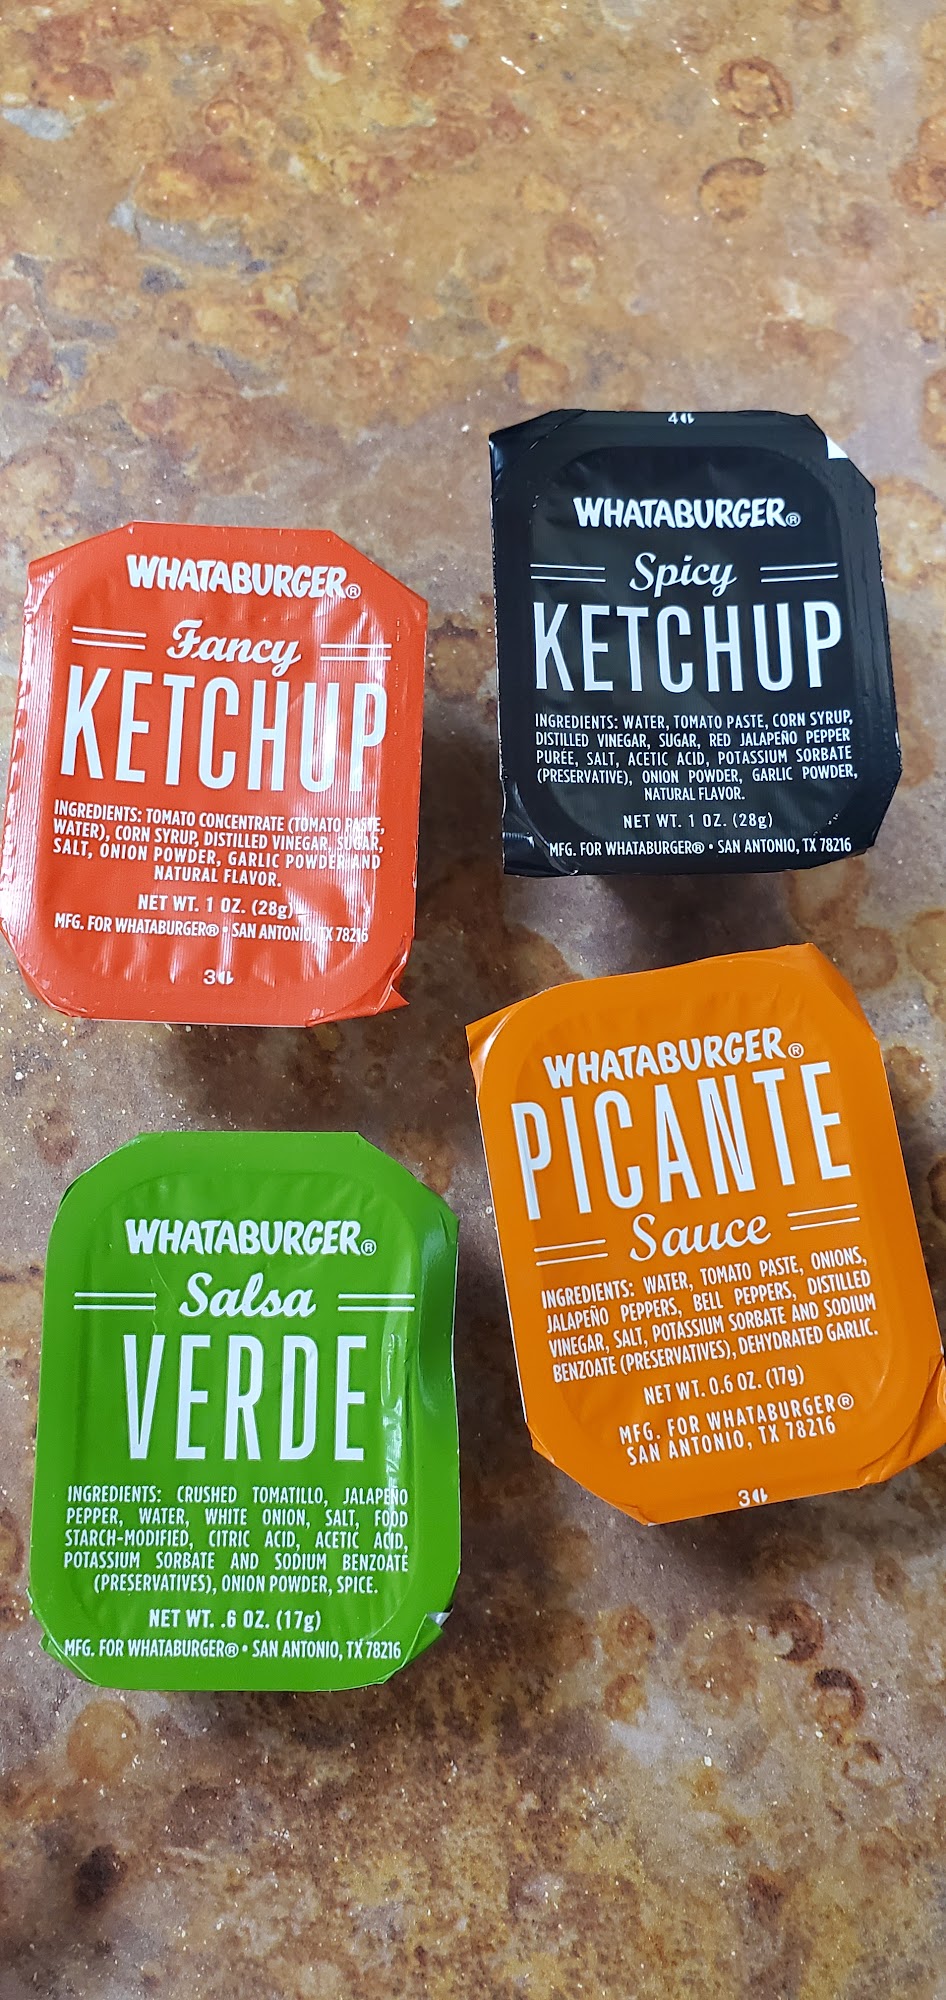 WHATABURGER®
Fancy
KETCHUP
INGREDIENTS: TOMATO CONCENTRATE (TOMATO PASTE,
WATER), CORN SYRUP, DISTILLED VINEGAR, SUGAR,
SALT, ONION POWDER, GARLIC POWDER AND
NATURAL FLAVOR.
NET WT. 1 OZ. (28g)
MFG. FOR WHATABURGER® • SAN ANTONIO, TX 78216
3
4
WHATABURGER®
Spicy
KETCHUP
INGREDIENTS: WATER, TOMATO PASTE, CORN SYRUP,
DISTILLED VINEGAR, SUGAR, RED JALAPEÑO PEPPER
PURÉE, SALT, ACETIC ACID, POTASSIUM SORBATE
(PRESERVATIVE), ONION POWDER, GARLIC POWDER,
NATURAL FLAVOR.
NET WT. 1 OZ. (28g)
MFG. FOR WHATABURGER® • SAN ANTONIO, TX 78216
WHATABURGER®
Salsa
VERDE
INGREDIENTS: CRUSHED TOMATILLO, JALAPEÑO
PEPPER, WATER, WHITE ONION, SALT, FOOD
STARCH-MODIFIED, CITRIC ACID, ACETIC ACID,
POTASSIUM SORBATE AND SODIUM BENZOATE
(PRESERVATIVES), ONION POWDER, SPICE.
NET WT. .6 OZ. (17g)
MFG. FOR WHATABURGER® • SAN ANTONIO, TX 78216
WHATABURGER®
PICANTE
Sauce
INGREDIENTS: WATER, TOMATO PASTE, ONIONS,
JALAPEÑO PEPPERS, BELL PEPPERS, DISTILLED
VINEGAR, SALT, POTASSIUM SORBATE AND SODIUM
BENZOATE (PRESERVATIVES), DEHYDRATED GARLIC.
NET WT. 0.6 OZ. (17g)
MFG. FOR WHATABURGER®
SAN ANTONIO, TX 78216
3